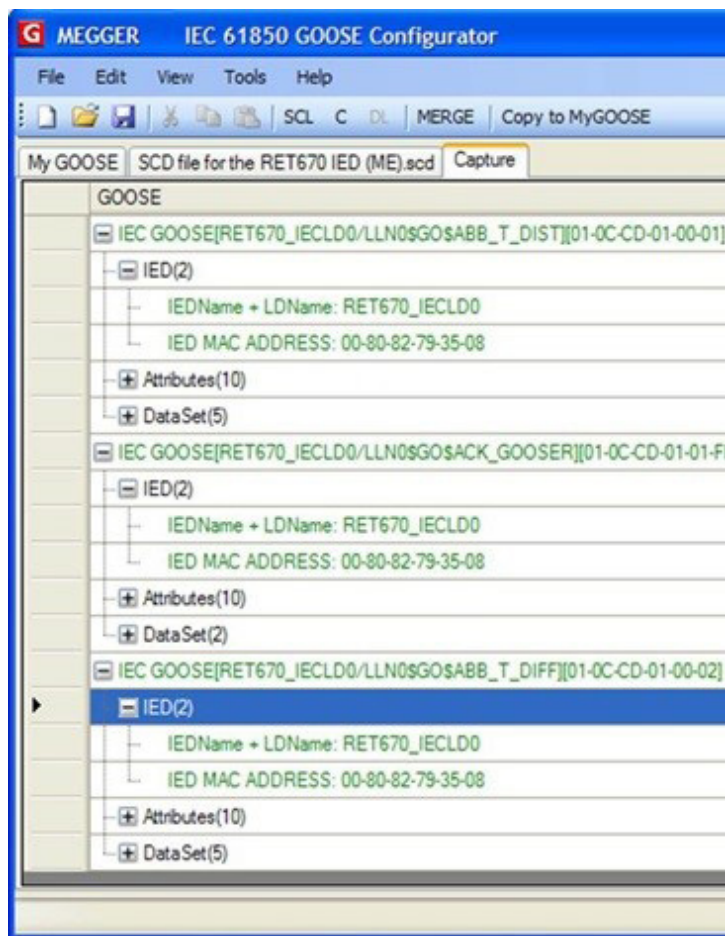 G MEGGER IEC 61850 GOOSE Configurator
File Edit View Tools Help
SCL C DL MERGE Copy to MyGOOSE
My GOOSE SCD file for the RET670 IED (ME).scd Capture
GOOSE
IEC GOOSE[RET670_IECLD0/LLN0$GO$ABB_T_DIST][01-0C-CD-01-00-01]
IED(2)
IEDName + LDName: RET670_IECLD0
IED MAC ADDRESS: 00-80-82-79-35-08
Attributes(10)
DataSet(5)
IEC GOOSE[RET670_IECLD0/LLN0$GO$ACK_GOOSER][01-0C-CD-01-01-F
IED(2)
IEDName + LDName: RET670_IECLD0
IED MAC ADDRESS: 00-80-82-79-35-08
Attributes(10)
DataSet(2)
IEC GOOSE[RET670_IECLD0/LLN0$GO$ABB_T_DIFF][01-0C-CD-01-00-02]
IED(2)
IEDName + LDName: RET670_IECLD0
IED MAC ADDRESS: 00-80-82-79-35-08
Attributes(10)
DataSet(5)